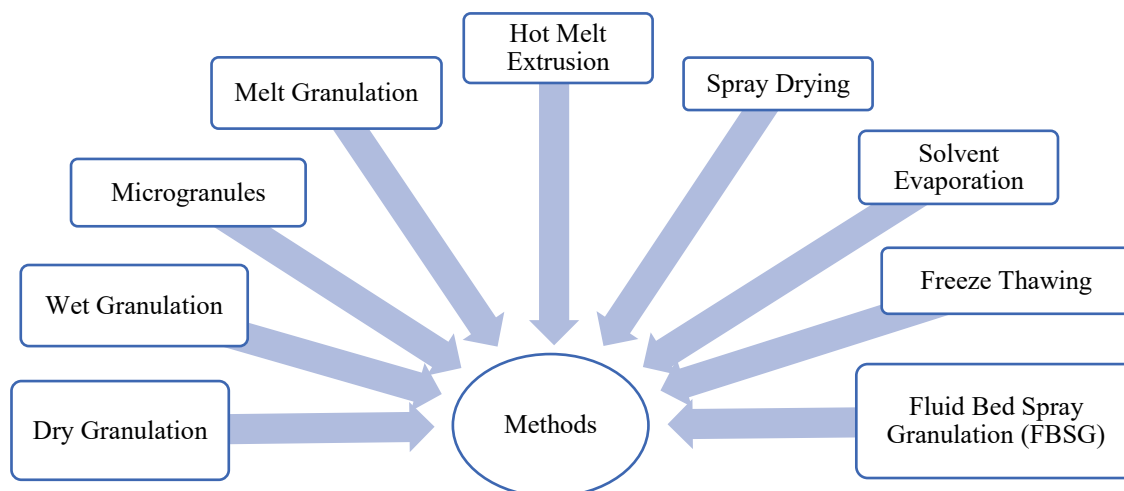 Hot Melt
Extrusion
Melt Granulation
Spray Drying
Microgranules
Solvent
Evaporation
Wet Granulation
Freeze Thawing
Dry Granulation
Methods
Fluid Bed Spray
Granulation (FBSG)